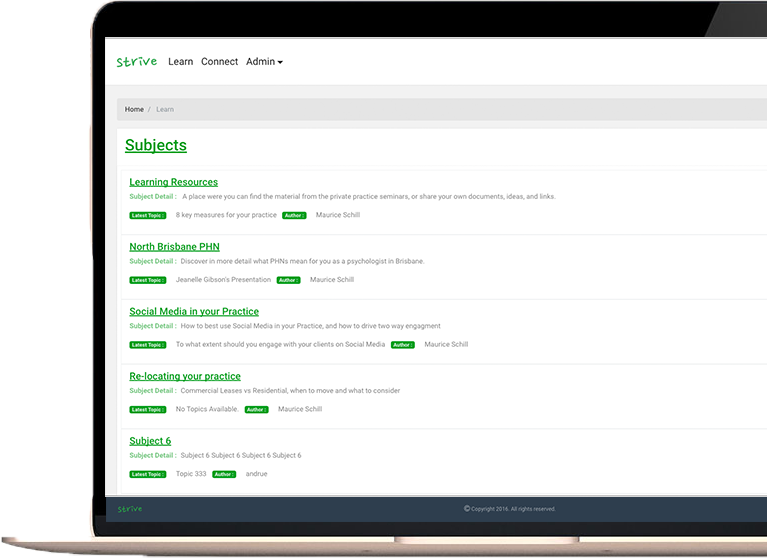 strive Learn Connect Admin
Home / Learn
Subjects
Learning Resources
Subject Detail : A place were you can find the material from the private practice seminars, or share your own documents, ideas, and links.
Latest Topic : 8 key measures for your practice Author : Maurice Schill
North Brisbane PHN
Subject Detail : Discover in more detail what PHNs mean for you as a psychologist in Brisbane.
Latest Topic : Jeanelle Gibson's Presentation Author : Maurice Schill
Social Media in your Practice
Subject Detail : How to best use Social Media in your Practice, and how to drive two way engagment
Latest Topic : To what extent should you engage with your clients on Social Media Author : Maurice Schill
Re-locating your practice
Subject Detail : Commercial Leases vs Residential, when to move and what to consider
Latest Topic : No Topics Available. Author : Maurice Schill
Subject 6
Subject Detail : Subject 6 Subject 6 Subject 6 Subject 6
Latest Topic : Topic 333 Author : andrue
strive © Copyright 2016. All rights reserved.